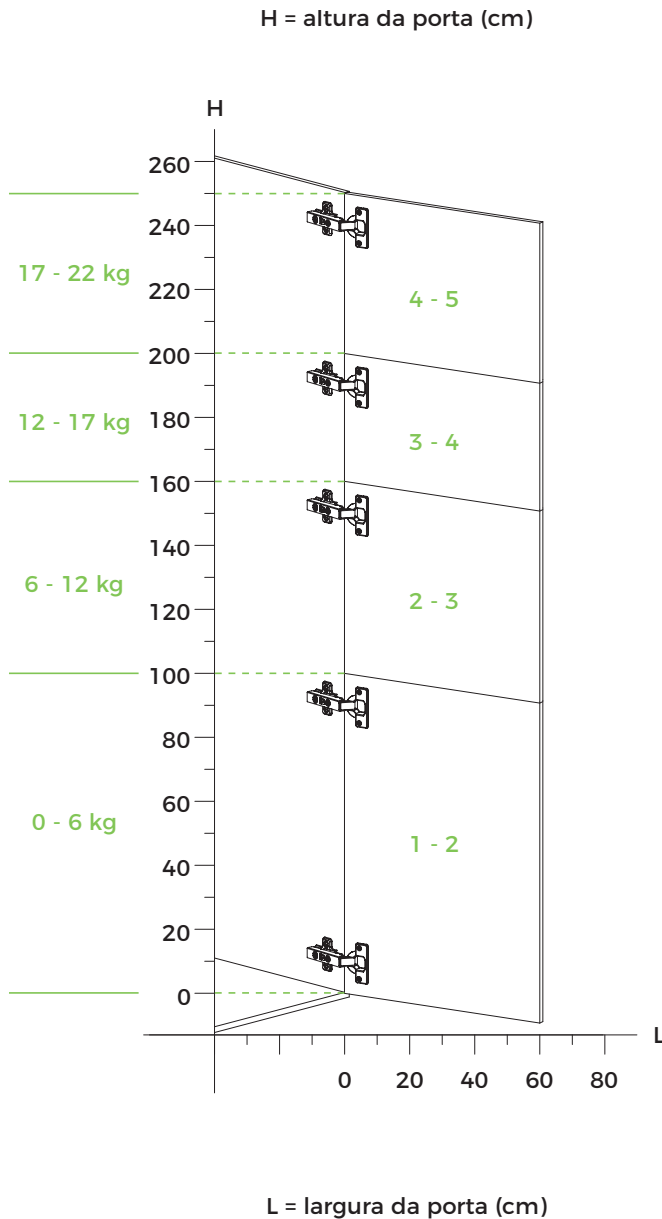 H = altura da porta (cm)
H
260
240
17 - 22 kg
220
4 - 5
200
12 - 17 kg
180
3 - 4
160
140
6 - 12 kg
120
2 - 3
100
80
0 - 6 kg
60
1 - 2
40
20
0
L
0 20 40 60 80
L = largura da porta (cm)